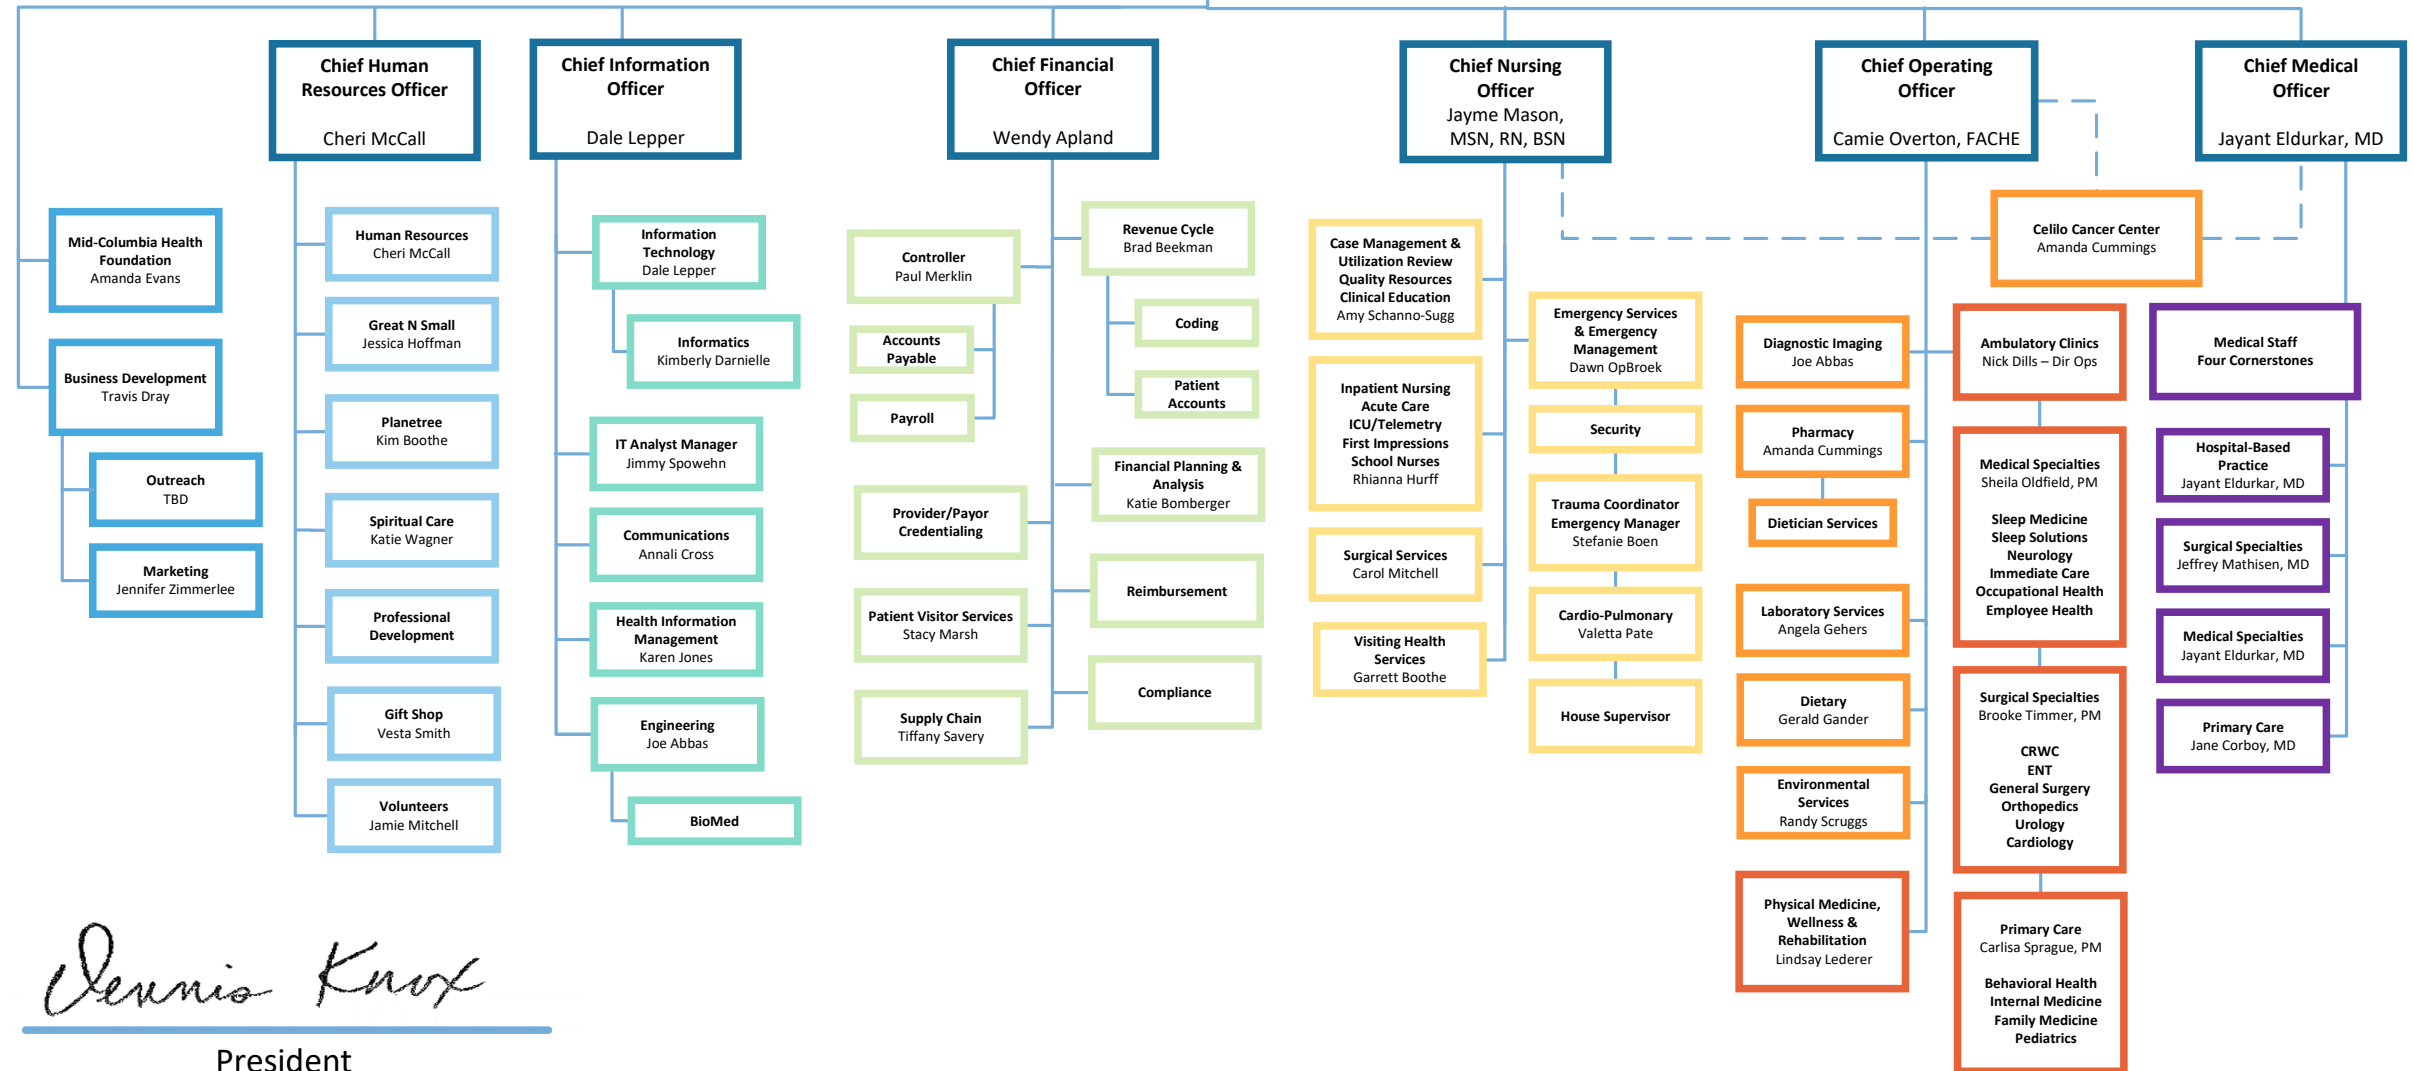 Chief Human
Resources Officer
Cheri McCall
Chief Information
Officer
Dale Lepper
Chief Financial
Officer
Wendy Apland
Chief Nursing
Officer
Jayme Mason,
MSN, RN, BSN
Chief Operating
Officer
Camie Overton, FACHE
Chief Medical
Officer
Jayant Eldurkar, MD
Mid-Columbia Health
Foundation
Amanda Evans
Business Development
Travis Dray
Outreach
TBD
Marketing
Jennifer Zimmerlee
Human Resources
Cheri McCall
Great N Small
Jessica Hoffman
Planetree
Kim Boothe
Spiritual Care
Katie Wagner
Professional
Development
Gift Shop
Vesta Smith
Volunteers
Jamie Mitchell
Information
Technology
Dale Lepper
Informatics
Kimberly Darnielle
IT Analyst Manager
Jimmy Spowehn
Communications
Annali Cross
Health Information
Management
Karen Jones
Engineering
Joe Abbas
BioMed
Controller
Paul Merklin
Accounts
Payable
Payroll
Provider/Payor
Credentialing
Patient Visitor Services
Stacy Marsh
Supply Chain
Tiffany Savery
Revenue Cycle
Brad Beekman
Coding
Patient
Accounts
Financial Planning &
Analysis
Katie Bomberger
Reimbursement
Compliance
Case Management &
Utilization Review
Quality Resources
Clinical Education
Amy Schanno-Sugg
Inpatient Nursing
Acute Care
ICU/Telemetry
First Impressions
School Nurses
Rhianna Hurff
Surgical Services
Carol Mitchell
Visiting Health
Services
Garrett Boothe
Emergency Services
& Emergency
Management
Dawn OpBroek
Security
Trauma Coordinator
Emergency Manager
Stefanie Boen
Cardio-Pulmonary
Valetta Pate
House Supervisor
Celilo Cancer Center
Amanda Cummings
Diagnostic Imaging
Joe Abbas
Pharmacy
Amanda Cummings
Dietician Services
Laboratory Services
Angela Gehers
Dietary
Gerald Gander
Environmental
Services
Randy Scruggs
Physical Medicine,
Wellness &
Rehabilitation
Lindsay Lederer
Ambulatory Clinics
Nick Dills – Dir Ops
Medical Specialties
Sheila Oldfield, PM
Sleep Medicine
Sleep Solutions
Neurology
Immediate Care
Occupational Health
Employee Health
Surgical Specialties
Brooke Timmer, PM
CRWC
ENT
General Surgery
Orthopedics
Urology
Cardiology
Primary Care
Carlisa Sprague, PM
Behavioral Health
Internal Medicine
Family Medicine
Pediatrics
Medical Staff
Four Cornerstones
Hospital-Based
Practice
Jayant Eldurkar, MD
Surgical Specialties
Jeffrey Mathisen, MD
Medical Specialties
Jayant Eldurkar, MD
Primary Care
Jane Corboy, MD
Dennis Knox
President